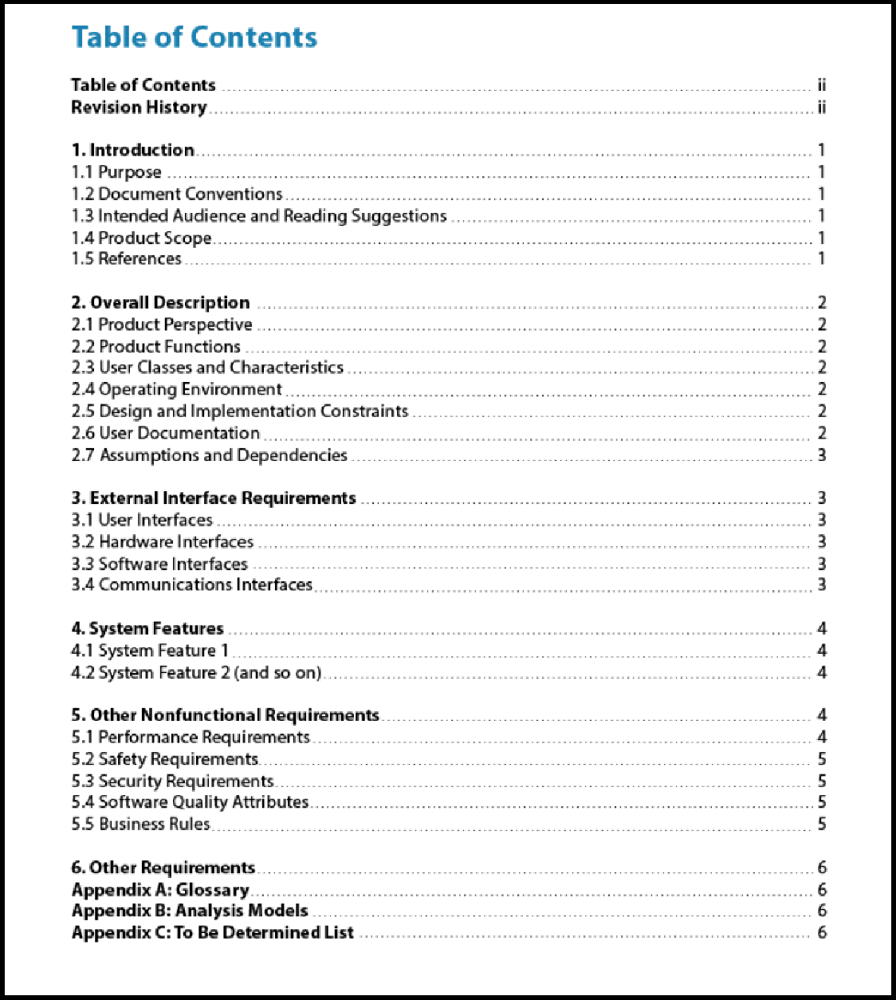 Table of Contents
Table of Contents ii
Revision History ii
1. Introduction 1
1.1 Purpose 1
1.2 Document Conventions 1
1.3 Intended Audience and Reading Suggestions 1
1.4 Product Scope 1
1.5 References 1
2. Overall Description 2
2.1 Product Perspective 2
2.2 Product Functions 2
2.3 User Classes and Characteristics 2
2.4 Operating Environment 2
2.5 Design and Implementation Constraints 2
2.6 User Documentation 2
2.7 Assumptions and Dependencies 3
3. External Interface Requirements 3
3.1 User Interfaces 3
3.2 Hardware Interfaces 3
3.3 Software Interfaces 3
3.4 Communications Interfaces 3
4. System Features 4
4.1 System Feature 1 4
4.2 System Feature 2 (and so on) 4
5. Other Nonfunctional Requirements 4
5.1 Performance Requirements 4
5.2 Safety Requirements 5
5.3 Security Requirements 5
5.4 Software Quality Attributes 5
5.5 Business Rules 5
6. Other Requirements 6
Appendix A: Glossary 6
Appendix B: Analysis Models 6
Appendix C: To Be Determined List 6